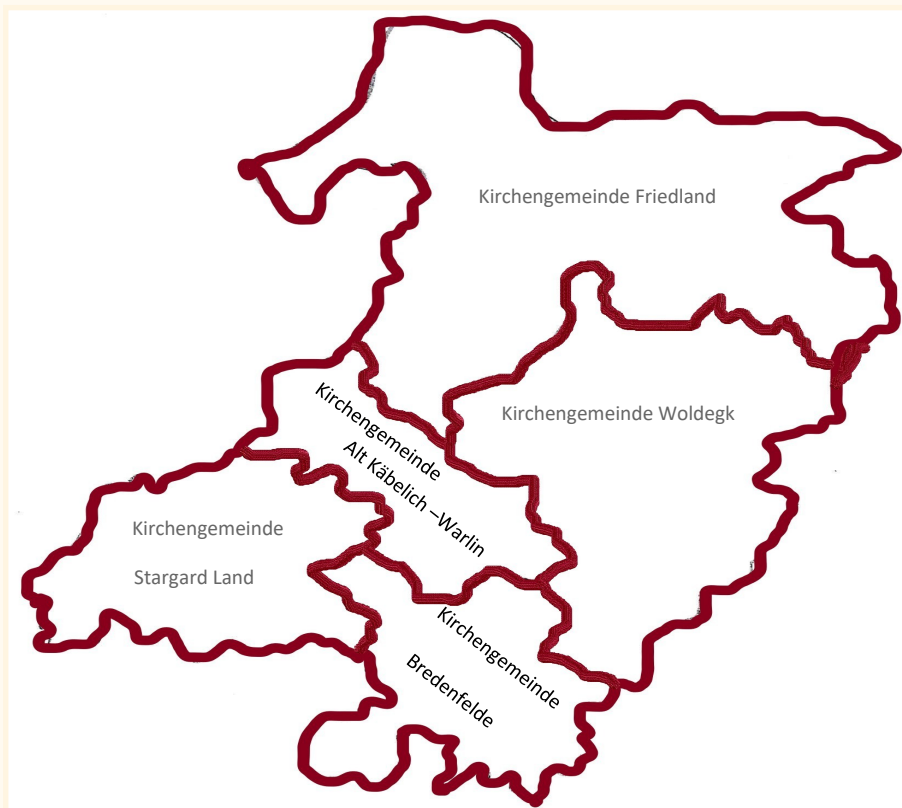 Kirchengemeinde Friedland
Kirchengemeinde Woldegk
Kirchengemeinde
Alt Käbelich –Warlin
Kirchengemeinde
Stargard Land
Kirchengemeinde
Bredenfelde